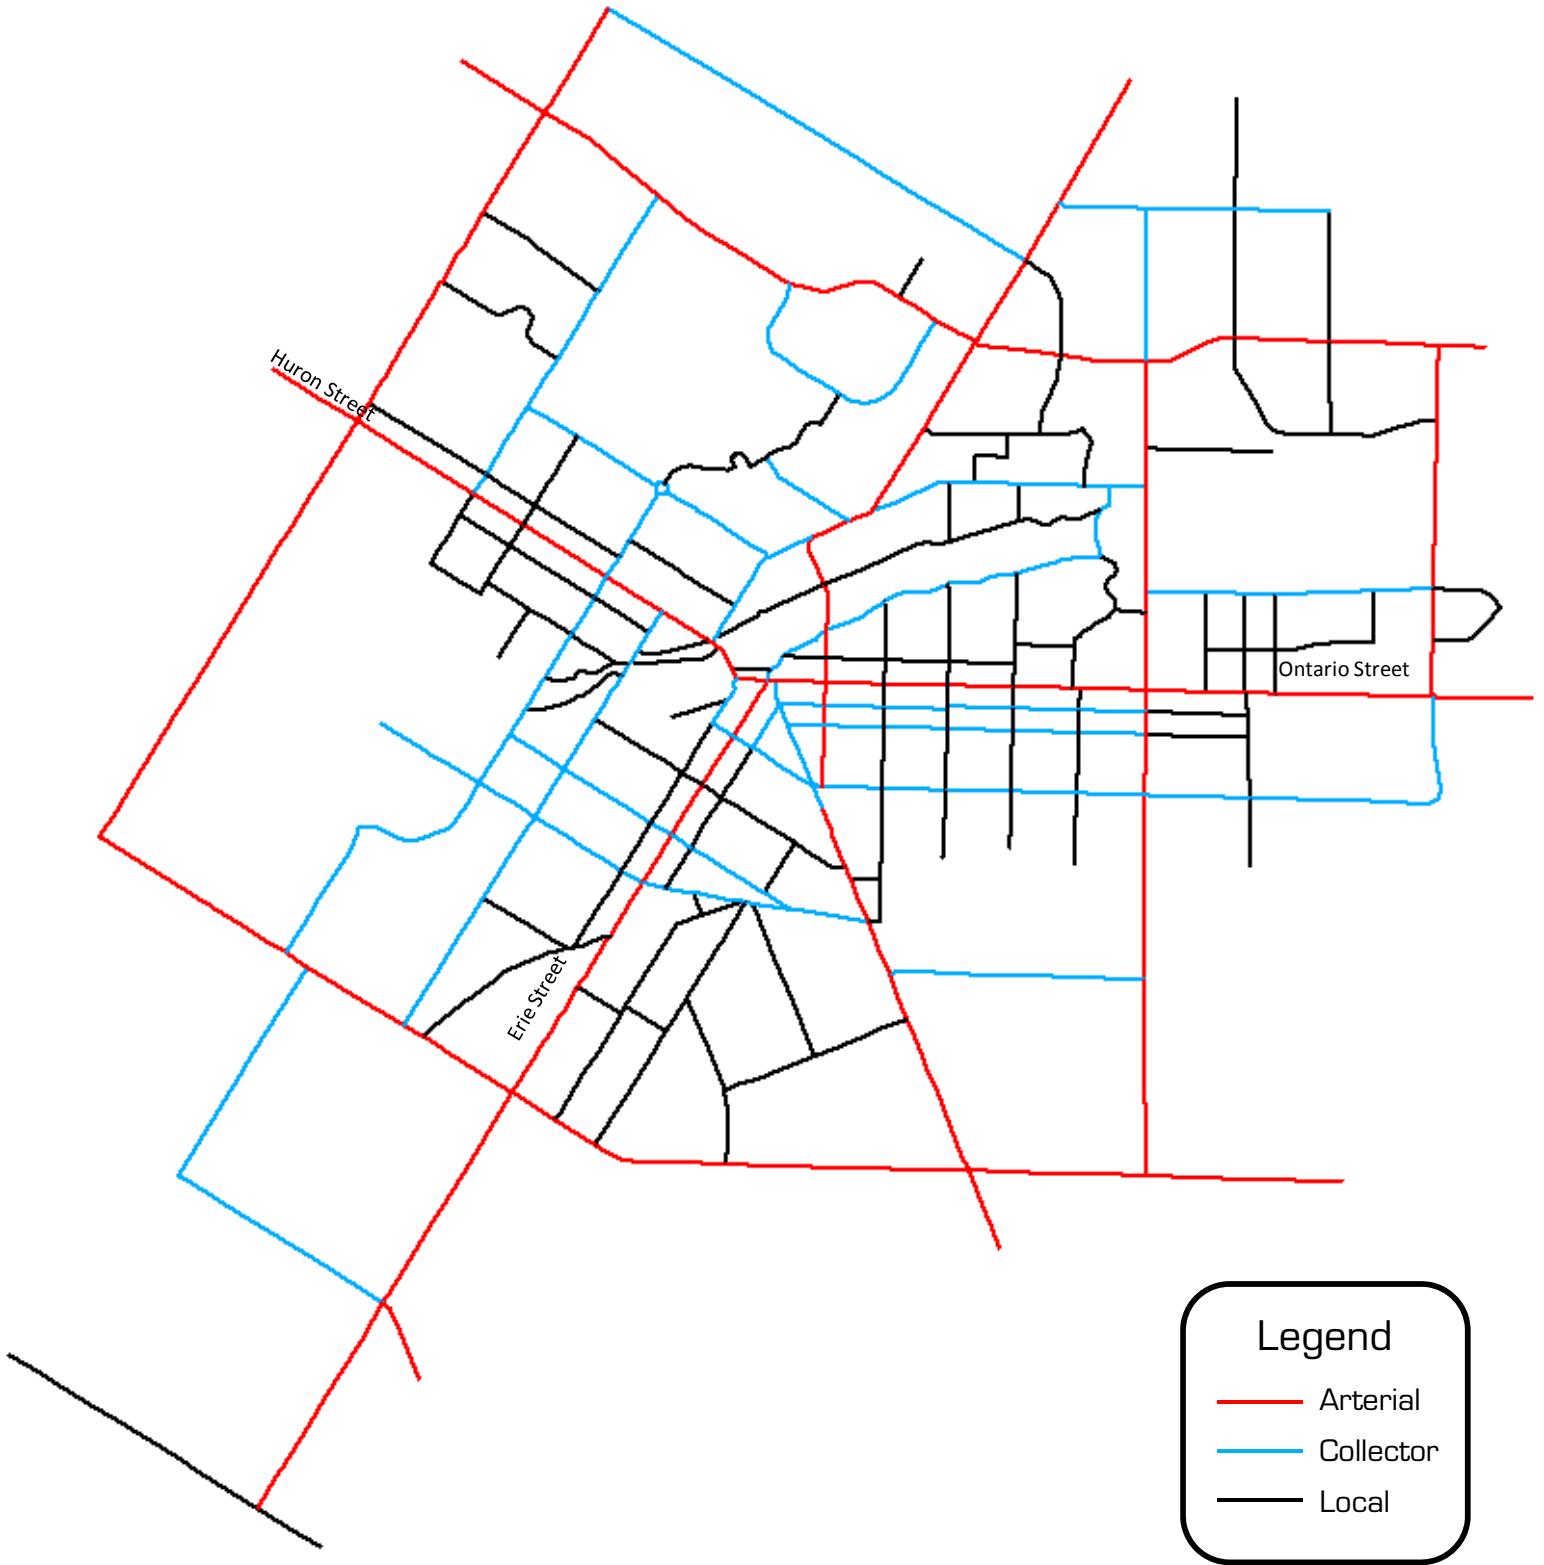 Huron Street
Ontario Street
Erie Street
Legend
Arterial
Collector
Local